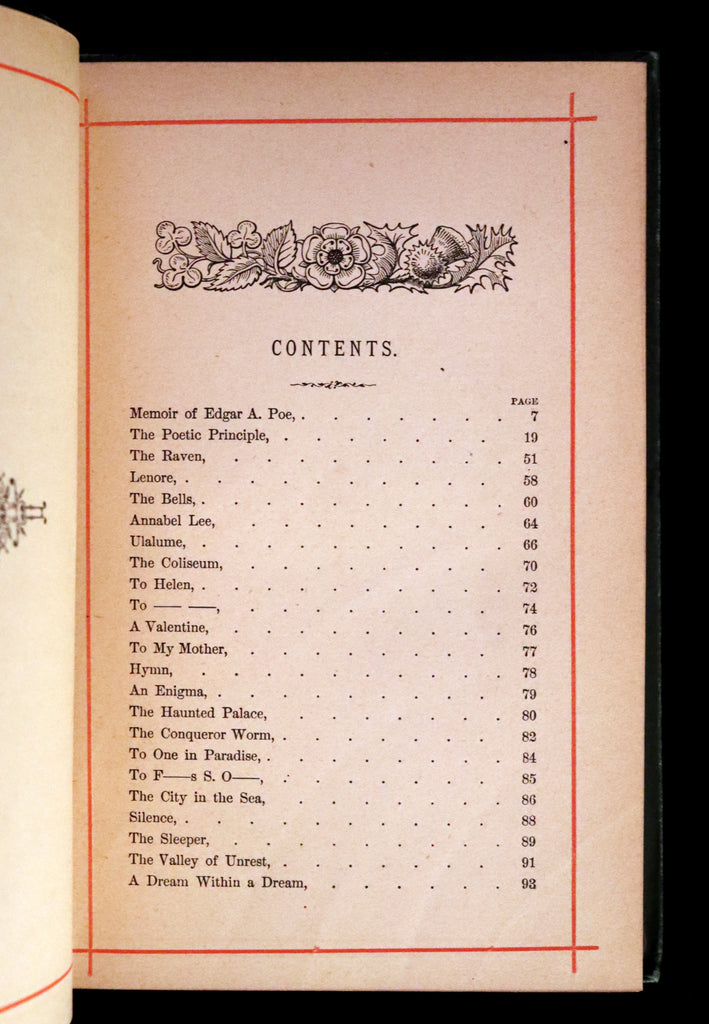 CONTENTS.
PAGE
Memoir of Edgar A. Poe, . . . . . . . 7
The Poetic Principle, . . . . . . . 19
The Raven, . . . . . . . . . 51
Lenore, . . . . . . . . . . 58
The Bells, . . . . . . . . . . 60
Annabel Lee, . . . . . . . . 64
Ulalume, . . . . . . . . . . 66
The Coliseum, . . . . . . . . 70
To Helen, . . . . . . . . . . 72
To —— ——, . . . . . . . . 74
A Valentine, . . . . . . . . . 76
To My Mother, . . . . . . . . 77
Hymn, . . . . . . . . . . 78
An Enigma, . . . . . . . . . 79
The Haunted Palace, . . . . . . . 80
The Conqueror Worm, . . . . . . . 82
To One in Paradise, . . . . . . . . 84
To F——s S. O——, . . . . . . . 85
The City in the Sea, . . . . . . . 86
Silence, . . . . . . . . . . 88
The Sleeper, . . . . . . . . . 89
The Valley of Unrest, . . . . . . . 91
A Dream Within a Dream, . . . . . . 93